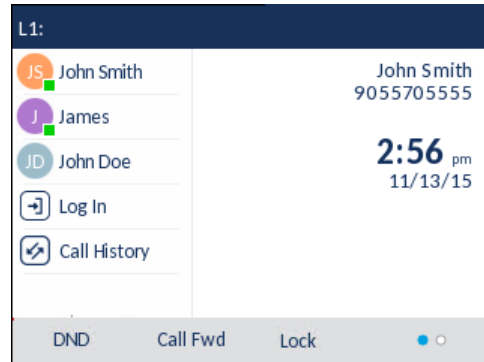 L1:
JS John Smith
J James
JD John Doe
Log In
Call History
John Smith
9055705555
2:56 pm
11/13/15
DND Call Fwd Lock